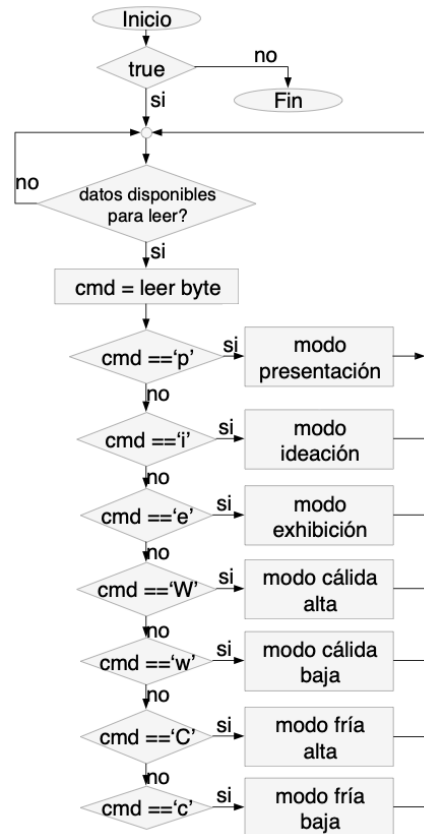 Inicio
true
no
si
Fin
no
datos disponibles
para leer?
si
cmd = leer byte
cmd ==‘p’
si
modo
presentación
no
cmd ==‘i’
si
modo
ideación
no
cmd ==‘e’
si
modo
exhibición
no
cmd ==‘W’
si
modo cálida
alta
no
cmd ==‘w’
si
modo cálida
baja
no
cmd ==‘C’
si
modo fría
alta
no
cmd ==‘c’
si
modo fría
baja